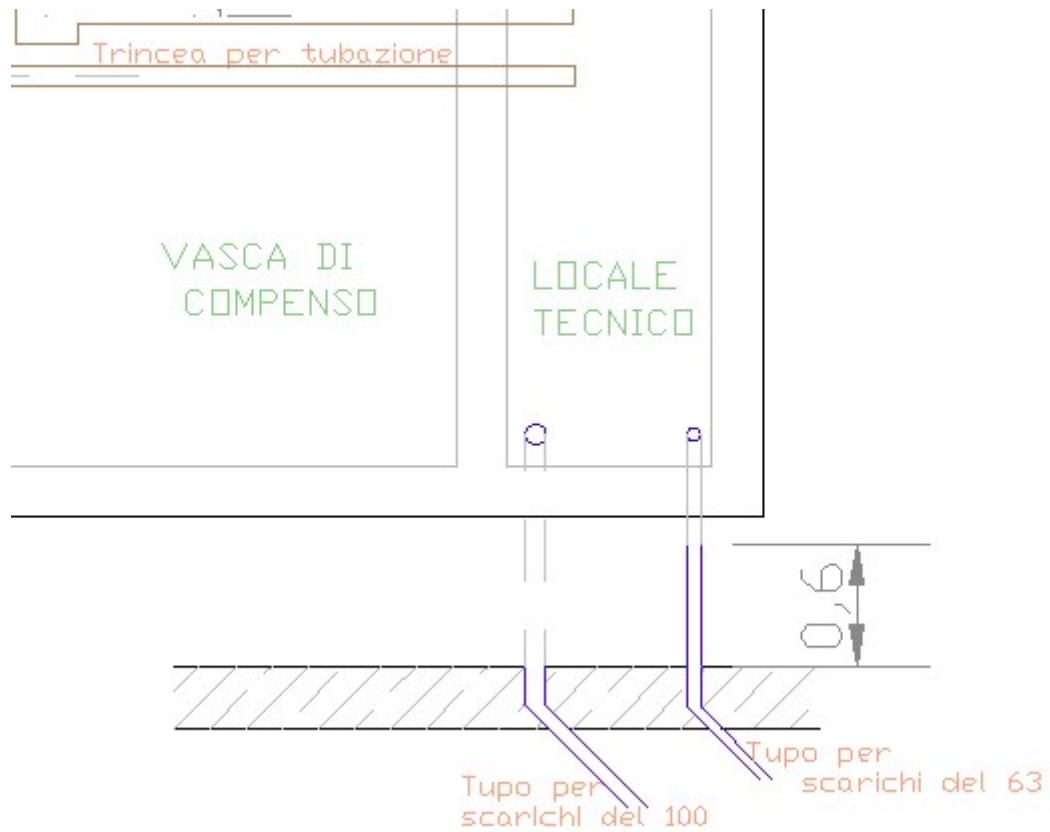 Trincea per tubazione
VASCA DI
COMPENSO
LOCALE
TECNICO
0,6
Tupo per
scarichi del 63
Tupo per
scarichi del 100